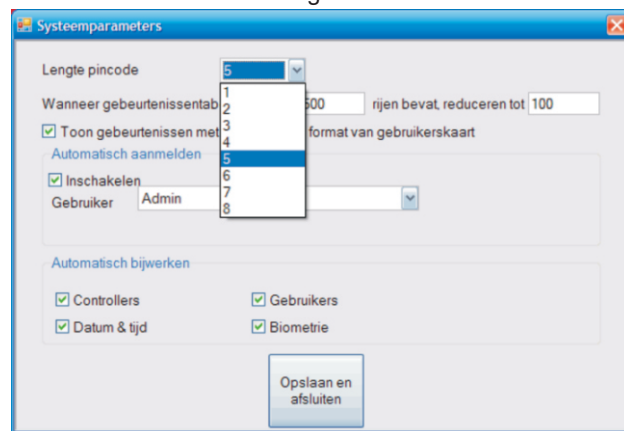 Systeemparameters
Lengte pincode 5
1
2
3
4
5
6
7
8
Wanneer gebeurtenissentab 500 rijen bevat, reduceren tot 100
Toon gebeurtenissen met format van gebruikerskaart
Automatisch aanmelden
Inschakelen
Gebruiker Admin
Automatisch bijwerken
Controllers Gebruikers
Datum & tijd Biometrie
Opslaan en
afsluiten